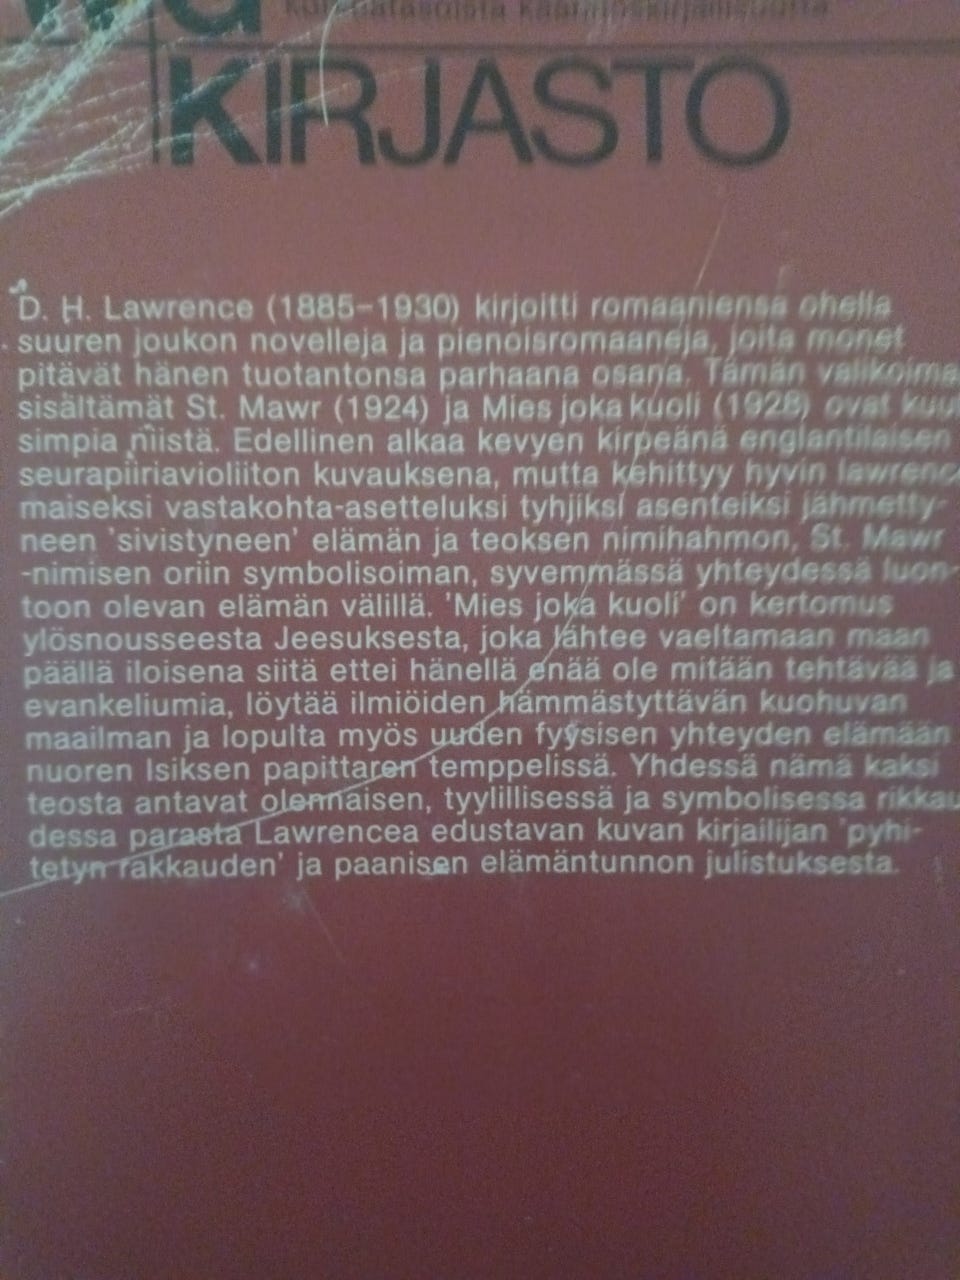 KIRJASTO
D. H. Lawrence (1885–1930) kirjoitti romaaniensa ohella
suuren joukon novelleja ja pienoisromaaneja, joita monet
pitävät hänen tuotantonsa parhaana osana. Tämän valikoima
sisältämät St. Mawr (1924) ja Mies joka kuoli (1928) ovat kuu
simpia niistä. Edellinen alkaa kevyen kirpeänä englantilaisen
seurapiiriavioliiton kuvauksena, mutta kehittyy hyvin lawrenc
maiseksi vastakohta-asetteluksi tyhjiksi asenteiksi jähmetty-
neen 'sivistyneen' elämän ja teoksen nimihahmon, St. Mawr
-nimisen oriin symbolisoiman, syvemmässä yhteydessä luon-
toon olevan elämän välillä. 'Mies joka kuoli' on kertomus
ylösnousseesta Jeesuksesta, joka lähtee vaeltamaan maan
päällä iloisena siitä ettei hänellä enää ole mitään tehtävää ja
evankeliumia, löytää ilmiöiden hämmästyttävän kuohuvan
maailman ja lopulta myös uuden fyysisen yhteyden elämään
nuoren Isiksen papittaren temppelissä. Yhdessä nämä kaksi
teosta antavat olennaisen, tyylillisessä ja symbolisessa rikkau
dessa parasta Lawrencea edustavan kuvan kirjailijan 'pyhi-
tetyn rakkauden' ja paanisen elämäntunnon julistuksesta.